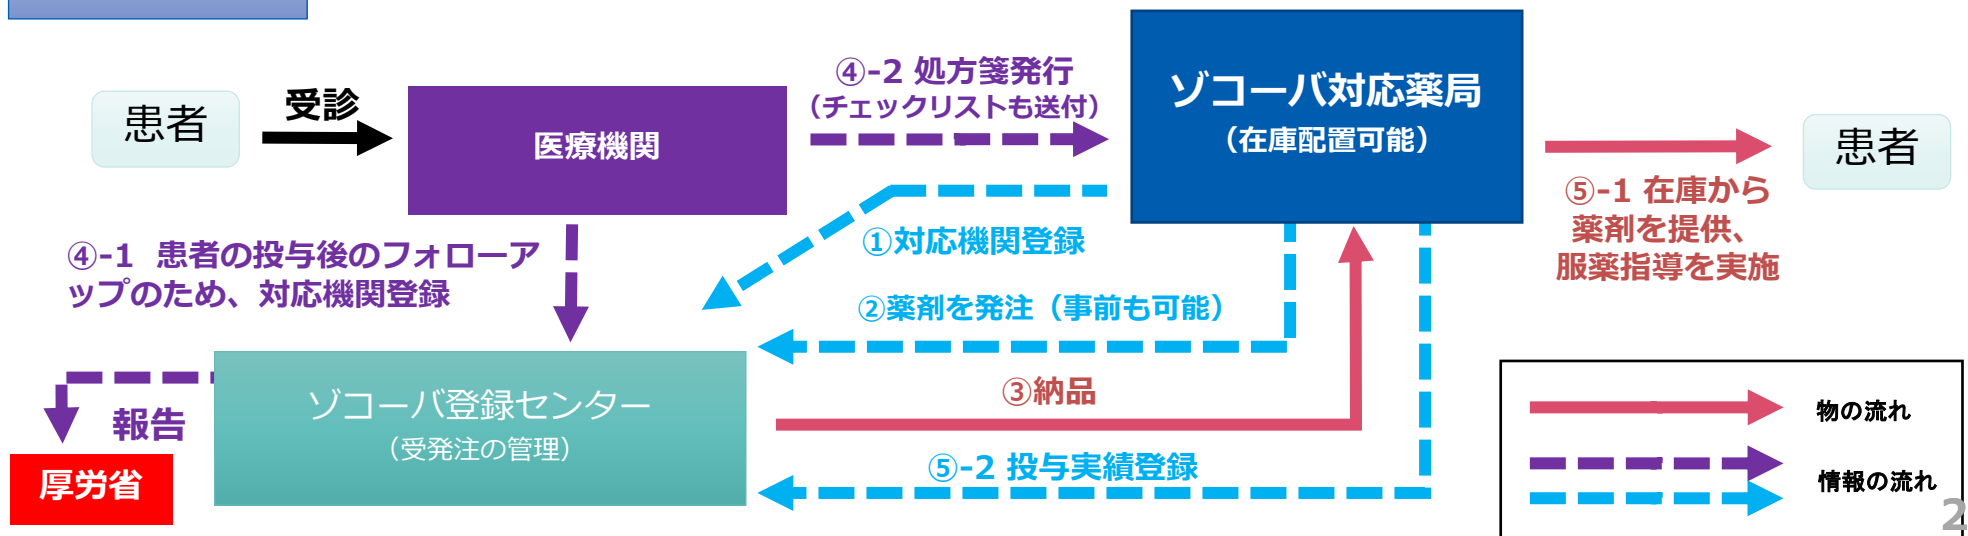 患者
受診
医療機関
④-2 処方箋発行
（チェックリストも送付）
ゾコーバ対応薬局
（在庫配置可能）
患者
⑤-1 在庫から
薬剤を提供、
服薬指導を実施
①対応機関登録
④-1 患者の投与後のフォローア
ップのため、対応機関登録
②薬剤を発注（事前も可能）
③納品
ゾコーバ登録センター
（受発注の管理）
報告
厚労省
⑤-2 投与実績登録
物の流れ
情報の流れ
2